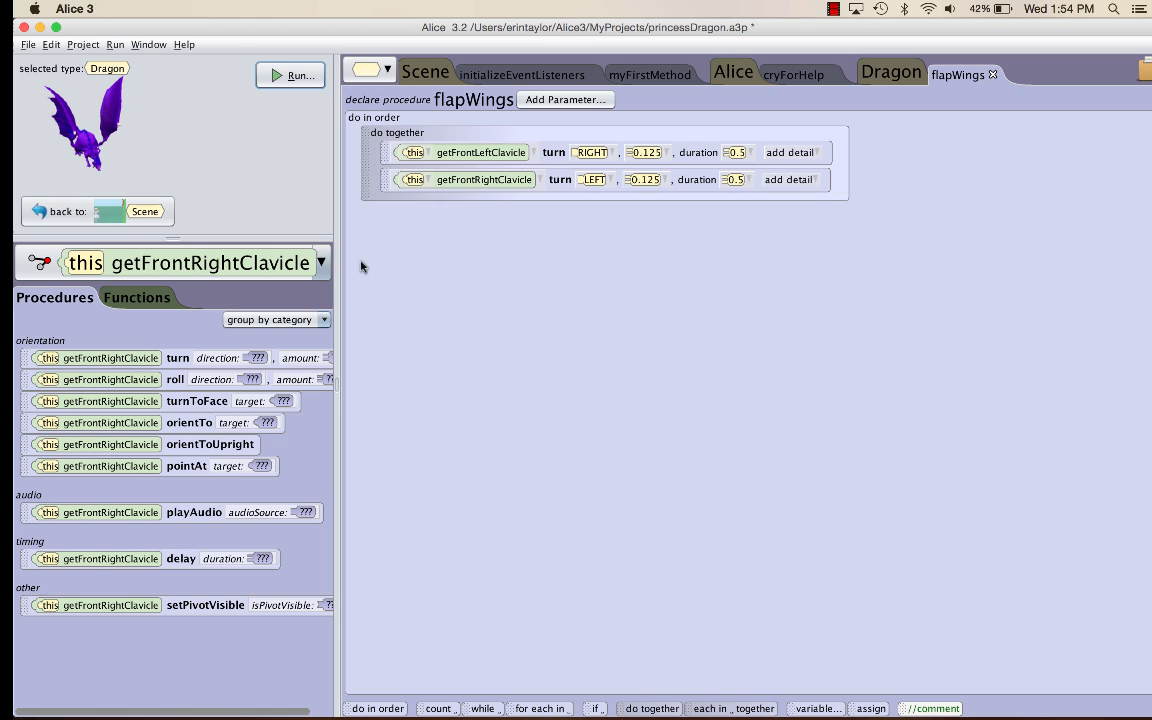 Alice 3
42%
Wed 1:54 PM
Alice 3.2 /Users/erintaylor/Alice3/MyProjects/princessDragon.a3p *
File Edit Project Run Window Help
selected type: Dragon
Run...
back to: Scene
this getFrontRightClavicle
Procedures Functions
group by category
orientation
this getFrontRightClavicle turn direction: ??? , amount: ?
this getFrontRightClavicle roll direction: ??? , amount: ??
this getFrontRightClavicle turnToFace target: ???
this getFrontRightClavicle orientTo target: ???
this getFrontRightClavicle orientToUpright
this getFrontRightClavicle pointAt target: ???
audio
this getFrontRightClavicle playAudio audioSource: ???
timing
this getFrontRightClavicle delay duration: ???
other
this getFrontRightClavicle setPivotVisible isPivotVisible: ??
Scene initializeEventListeners myFirstMethod Alice cryForHelp Dragon flapWings
declare procedure flapWings Add Parameter...
do in order
do together
this getFrontLeftClavicle turn RIGHT , 0.125 , duration 0.5 add detail
this getFrontRightClavicle turn LEFT , 0.125 , duration 0.5 add detail
do in order count while for each in if do together each in together variable... assign //comment